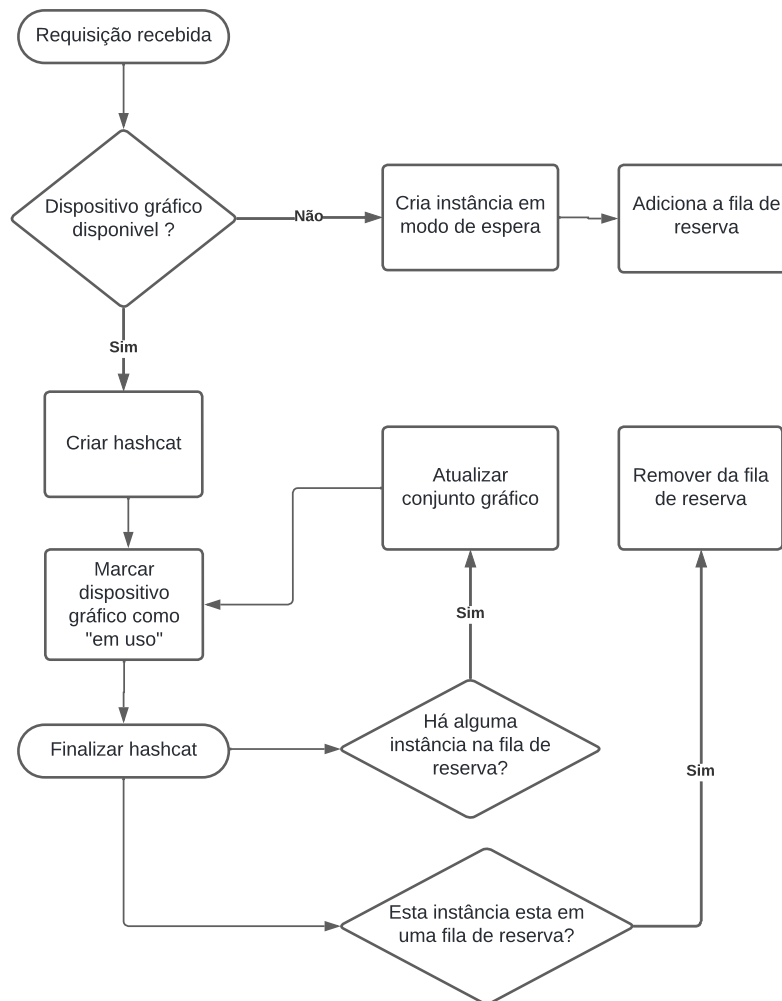 Requisição recebida
Dispositivo gráfico
disponivel ?
Não
Cria instância em
modo de espera
Adiciona a fila de
reserva
Sim
Criar hashcat
Atualizar
conjunto gráfico
Remover da fila
de reserva
Marcar
dispositivo
gráfico como
"em uso"
Sim
Há alguma
instância na fila de
reserva?
Finalizar hashcat
Sim
Esta instância esta em
uma fila de reserva?